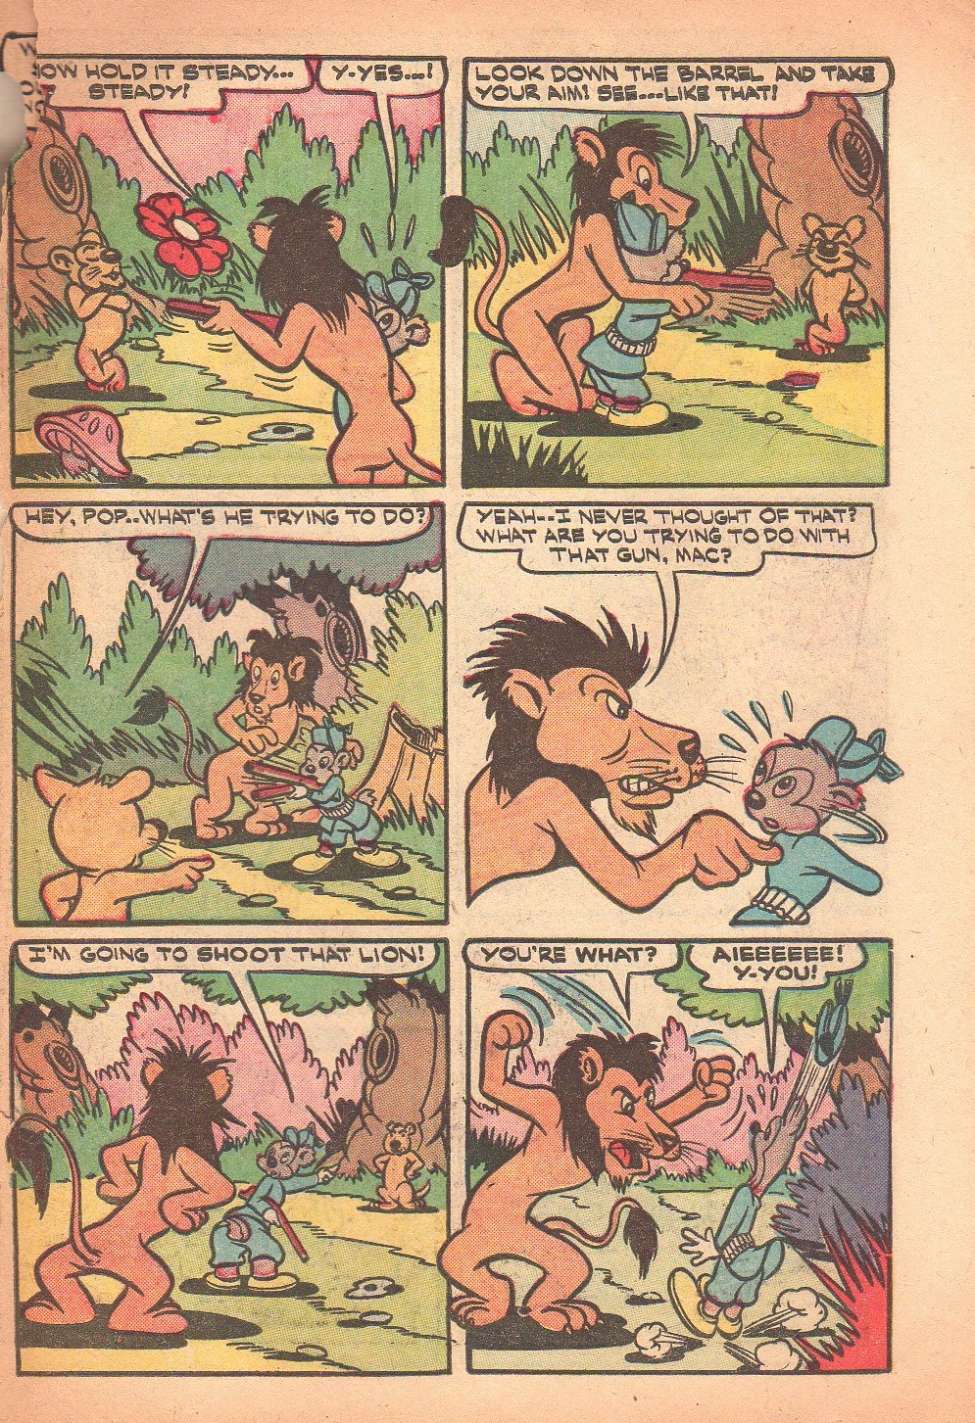 OW HOLD IT STEADY...
STEADY!
Y-YES...!
LOOK DOWN THE BARREL AND TAKE
YOUR AIM! SEE---LIKE THAT!
HEY, POP..WHAT'S HE TRYING TO DO?
YEAH--I NEVER THOUGHT OF THAT?
WHAT ARE YOU TRYING TO DO WITH
THAT GUN, MAC?
I'M GOING TO SHOOT THAT LION!
YOU'RE WHAT?
AIEEEEEE!
Y-YOU!